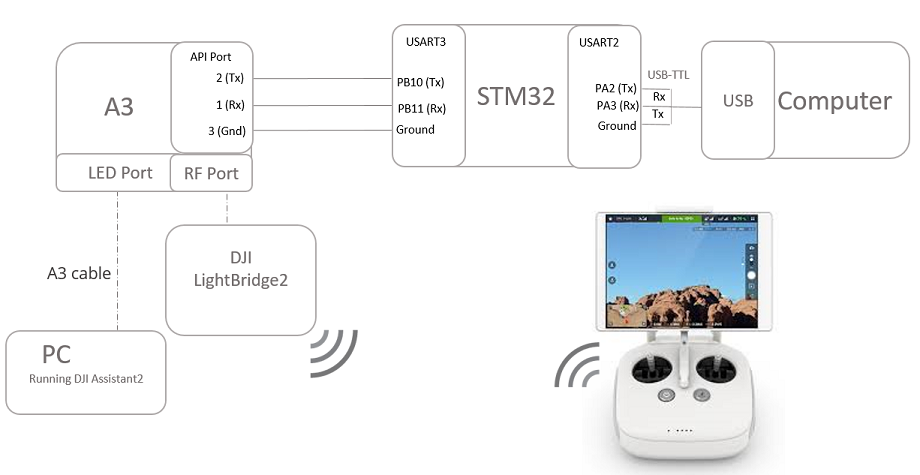 A3
API Port
2 (Tx)
1 (Rx)
3 (Gnd)
LED Port
RF Port
USART3
PB10 (Tx)
PB11 (Rx)
Ground
STM32
USART2
PA2 (Tx)
PA3 (Rx)
Ground
USB-TTL
Rx
Tx
USB
Computer
DJI
LightBridge2
A3 cable
PC
Running DJI Assistant2